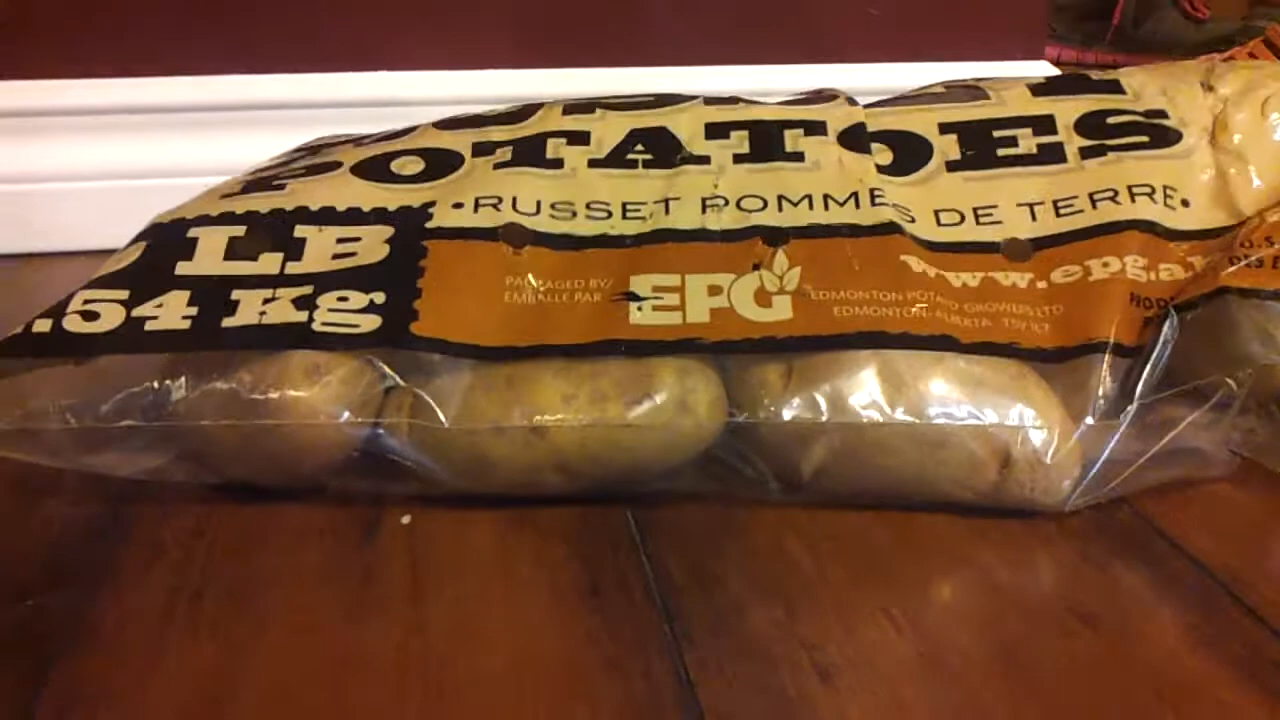 POTATOES
• RUSSET POMMES DE TERRE •
LB
.54 Kg
PACKAGED BY/
EMBALLÉ PAR
EPG
EDMONTON POTATO GROWERS LTD
EDMONTON ALBERTA
www.epg.a